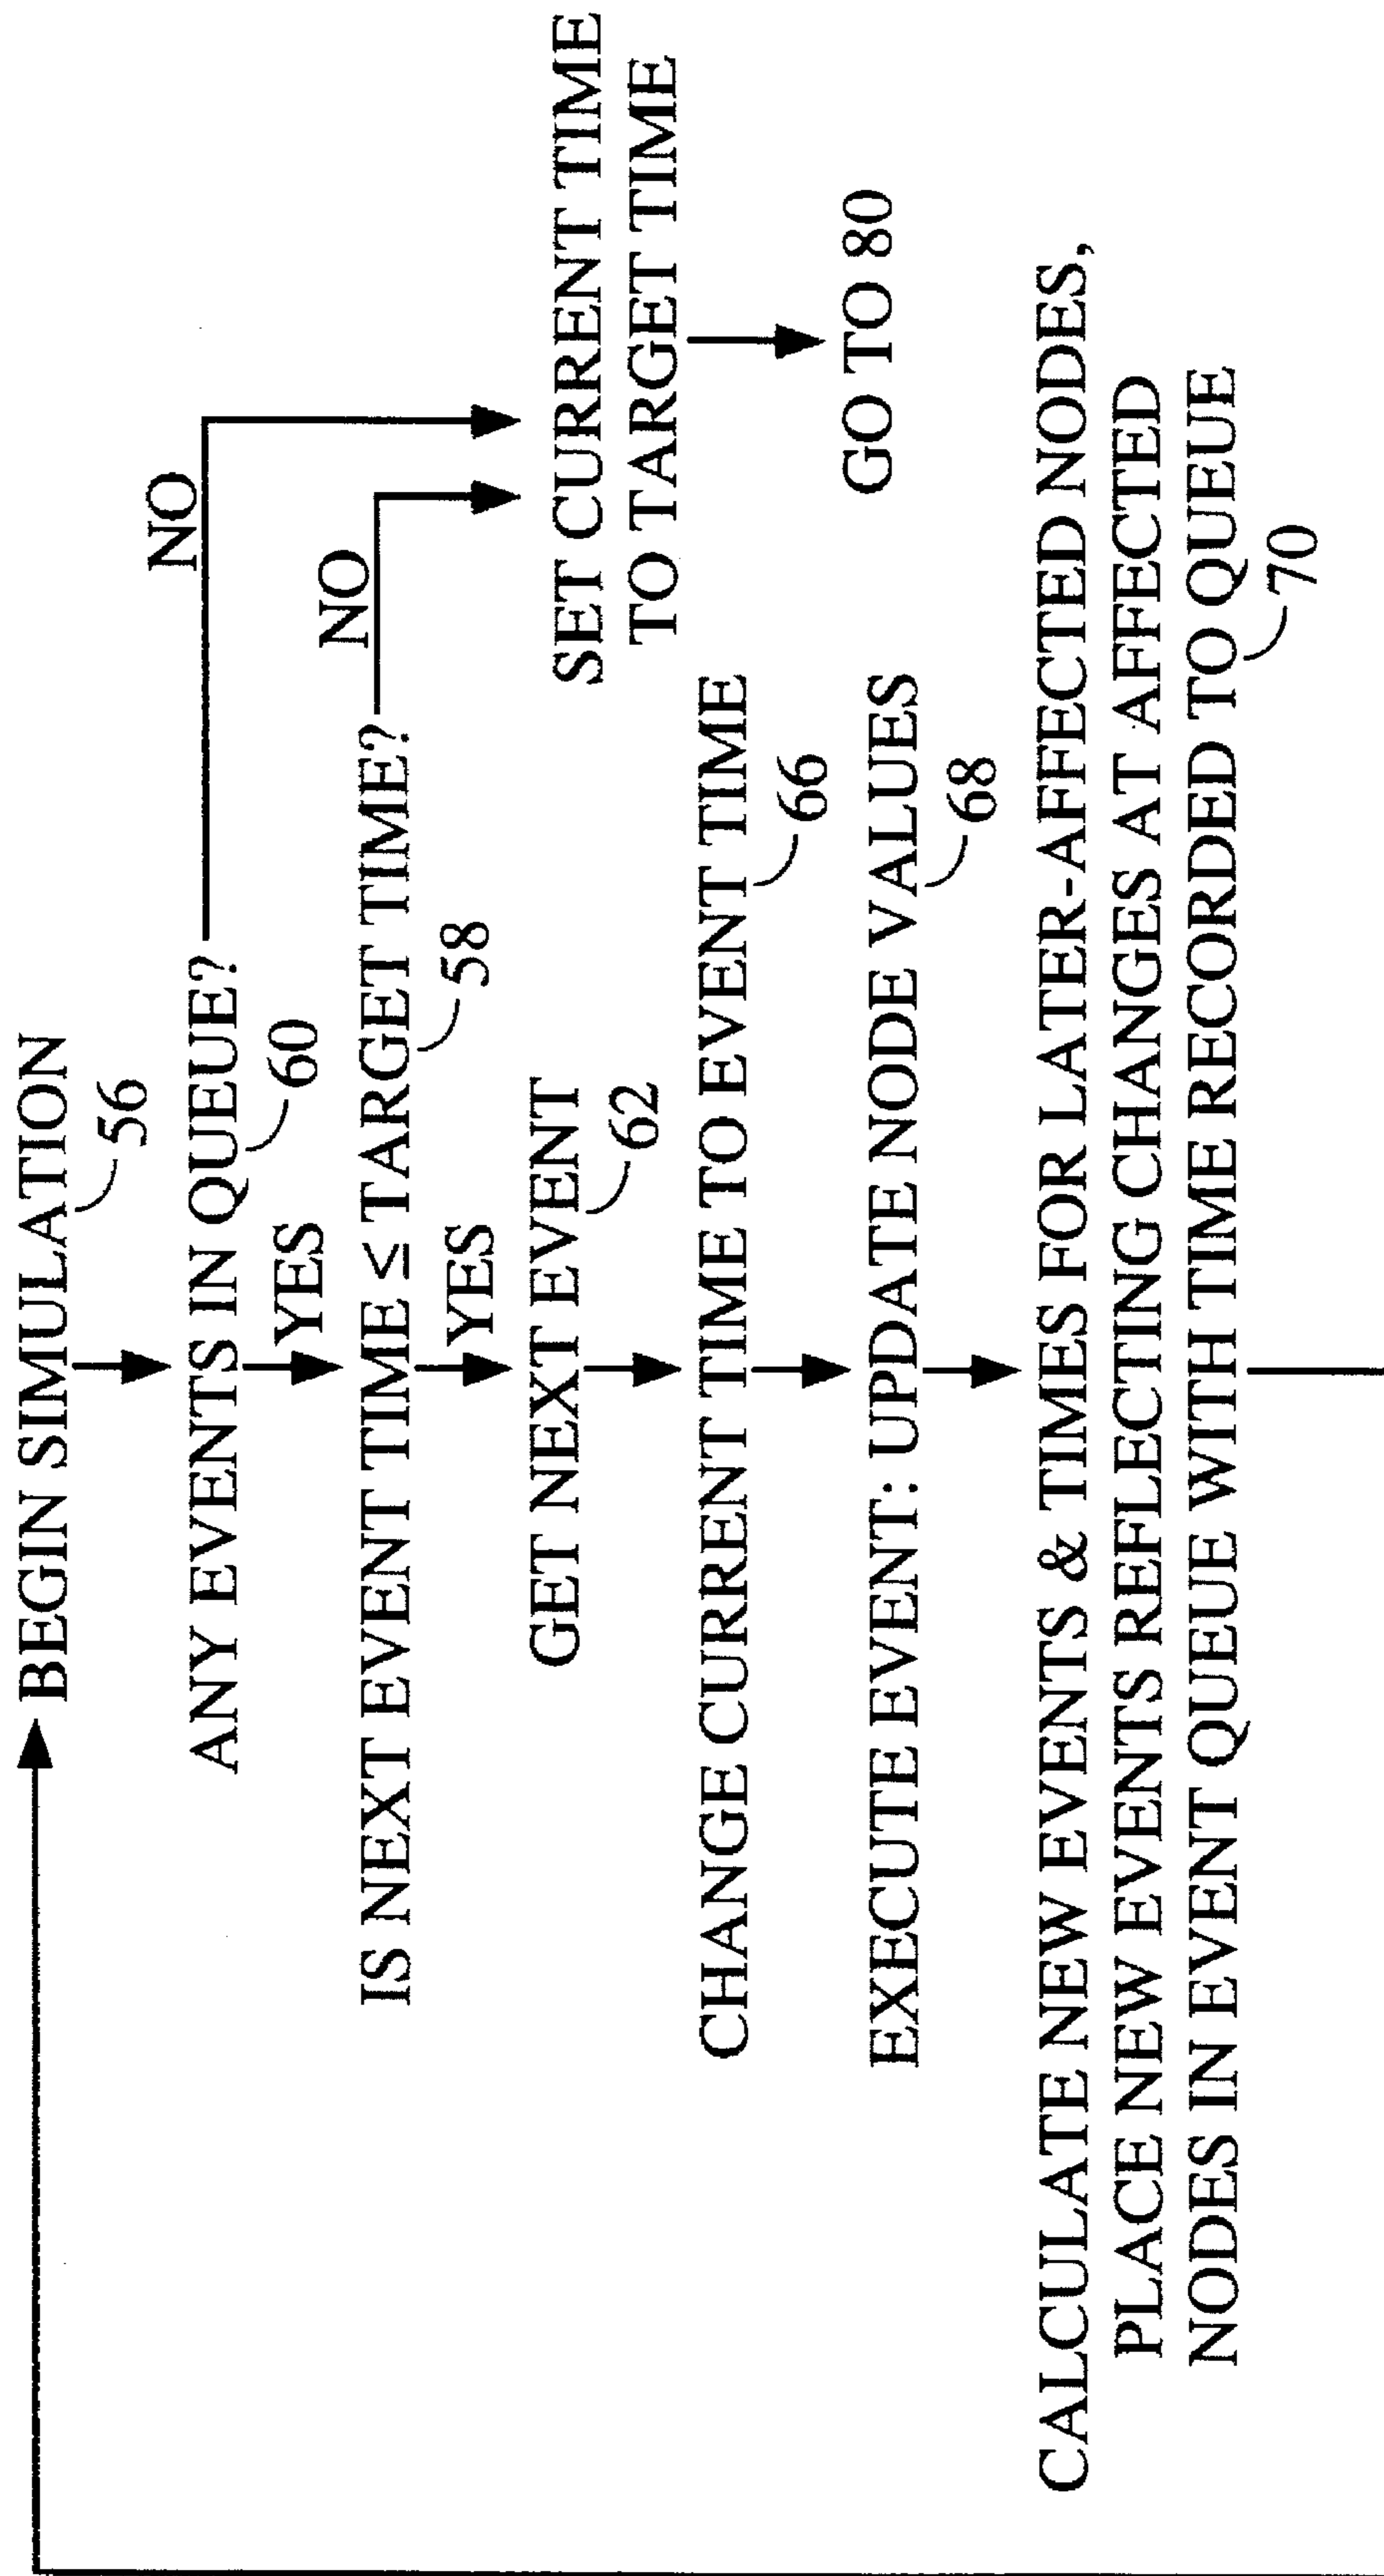 BEGIN SIMULATION
56
ANY EVENTS IN QUEUE?
60
NO
YES
IS NEXT EVENT TIME ≤ TARGET TIME?
58
NO
YES
GET NEXT EVENT
62
SET CURRENT TIME
TO TARGET TIME
CHANGE CURRENT TIME TO EVENT TIME
66
GO TO 80
EXECUTE EVENT: UPDATE NODE VALUES
68
CALCULATE NEW EVENTS & TIMES FOR LATER-AFFECTED NODES,
PLACE NEW EVENTS REFLECTING CHANGES AT AFFECTED
NODES IN EVENT QUEUE WITH TIME RECORDED TO QUEUE
70